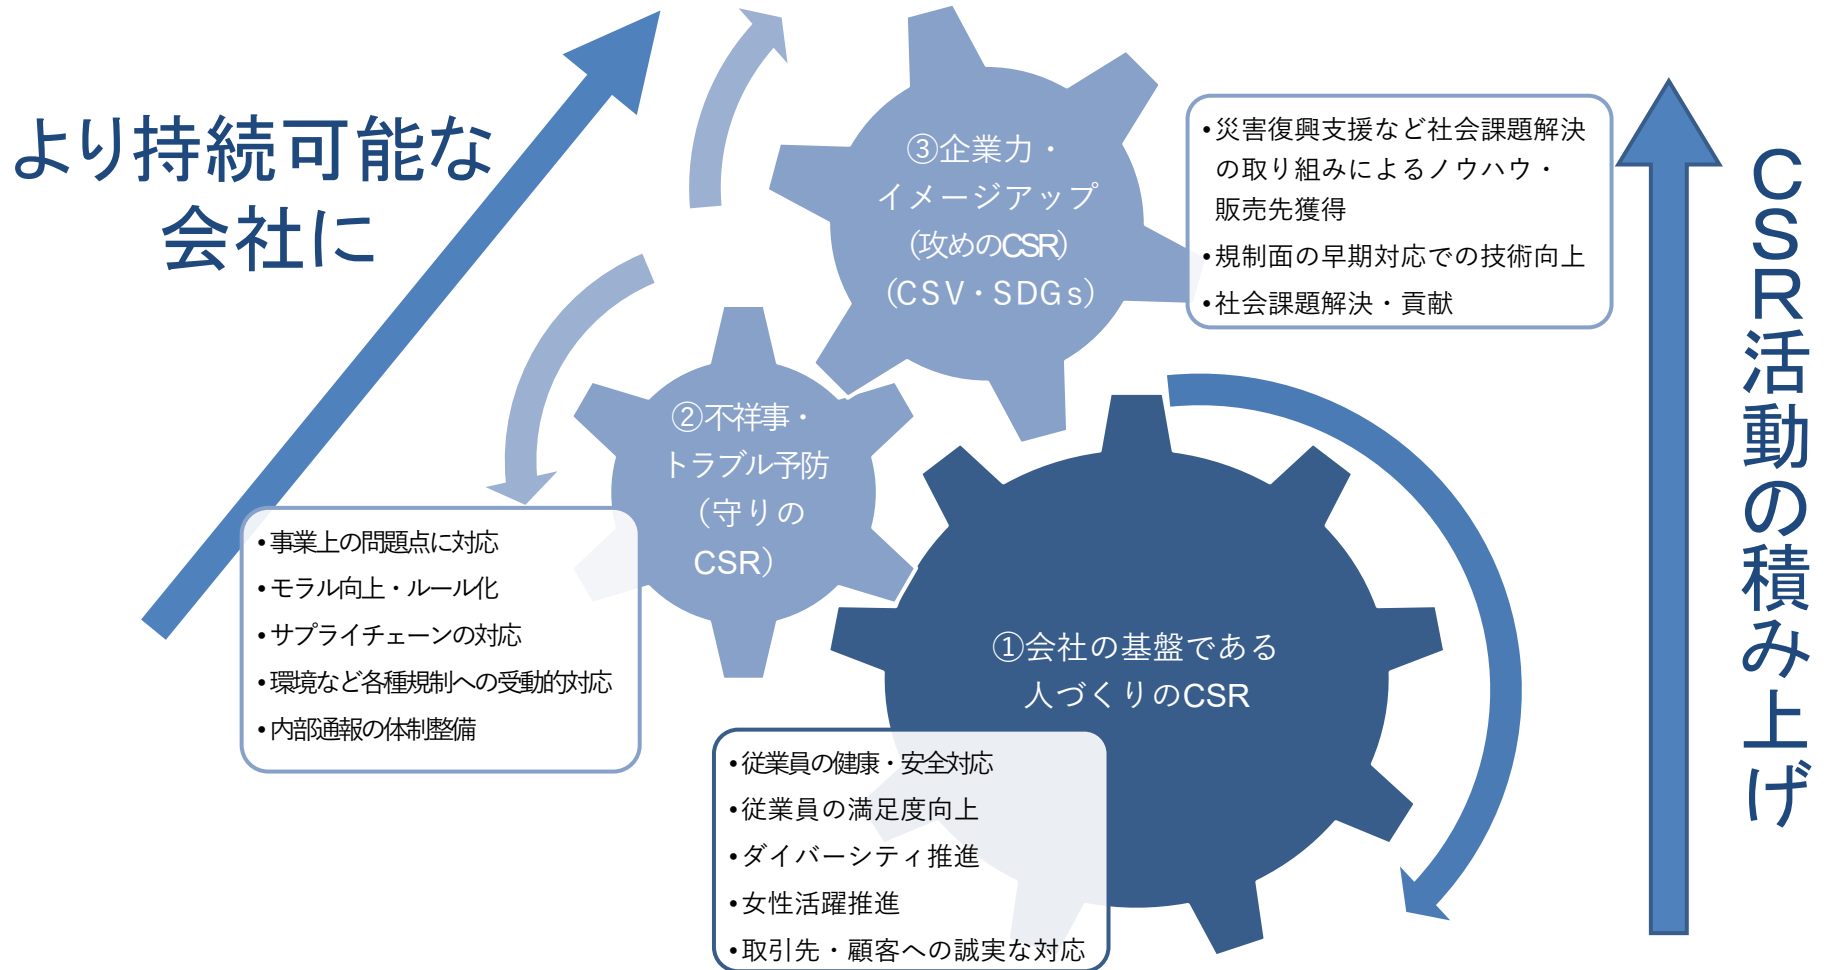 より持続可能な
会社に
③企業力・
イメージアップ
（攻めのCSR）
（CSV・SDGs）
•災害復興支援など社会課題解決
の取り組みによるノウハウ・
販売先獲得
•規制面の早期対応での技術向上
•社会課題解決・貢献
②不祥事・
トラブル予防
（守りの
CSR）
•事業上の問題点に対応
•モラル向上・ルール化
•サプライチェーンの対応
•環境など各種規制への受動的対応
•内部通報の体制整備
①会社の基盤である
人づくりのCSR
•従業員の健康・安全対応
•従業員の満足度向上
•ダイバーシティ推進
•女性活躍推進
•取引先・顧客への誠実な対応
ＣＳＲ活動の積み上げ